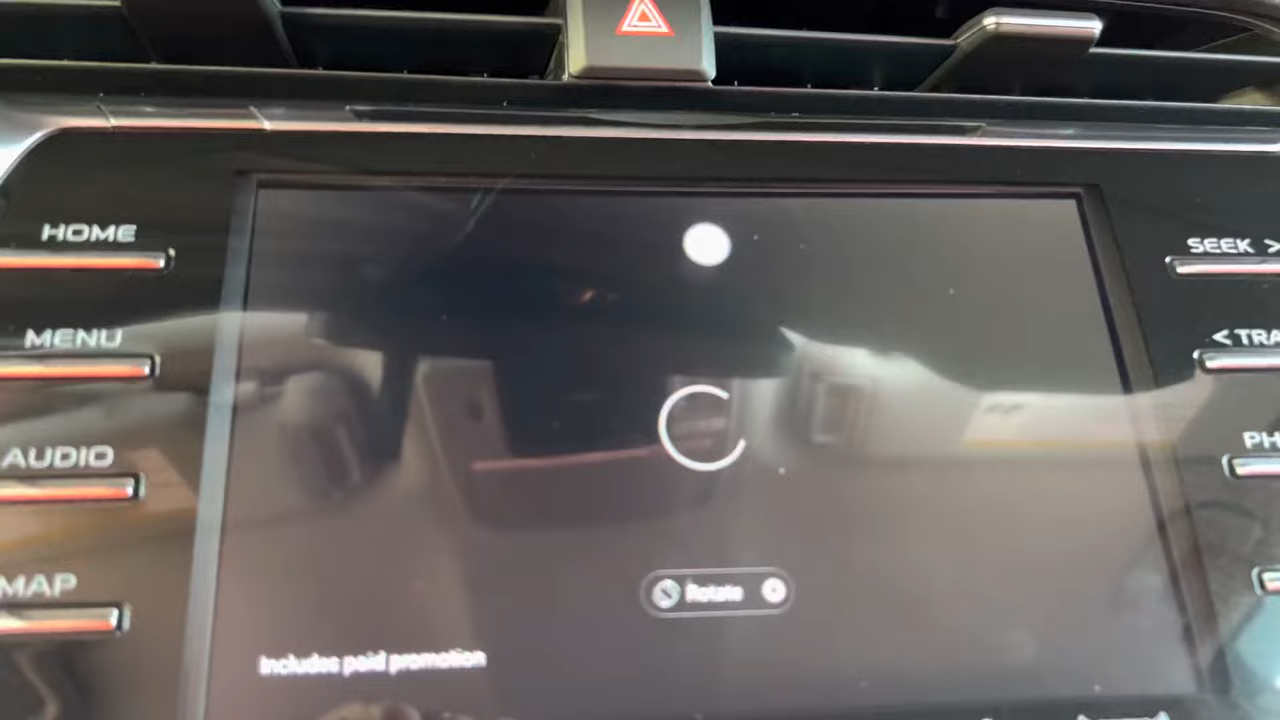 HOME
MENU
AUDIO
MAP
Rotate
Includes paid promotion
SEEK >
< TRA
PH